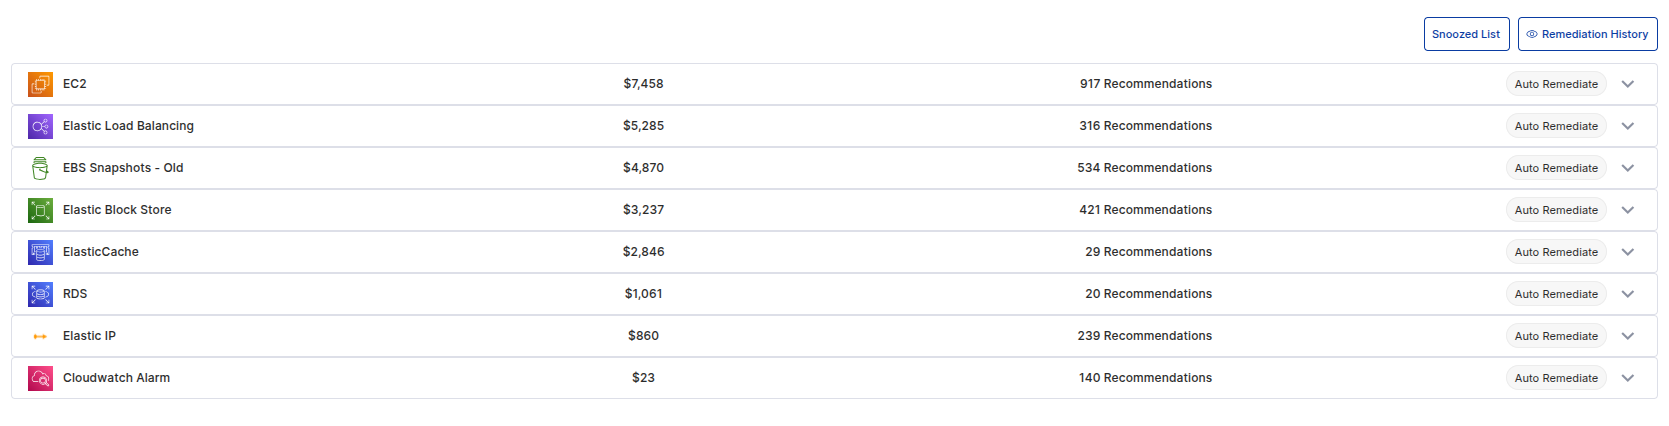 Snoozed List Remediation History
EC2 $7,458 917 Recommendations Auto Remediate
Elastic Load Balancing $5,285 316 Recommendations Auto Remediate
EBS Snapshots - Old $4,870 534 Recommendations Auto Remediate
Elastic Block Store $3,237 421 Recommendations Auto Remediate
ElasticCache $2,846 29 Recommendations Auto Remediate
RDS $1,061 20 Recommendations Auto Remediate
Elastic IP $860 239 Recommendations Auto Remediate
Cloudwatch Alarm $23 140 Recommendations Auto Remediate